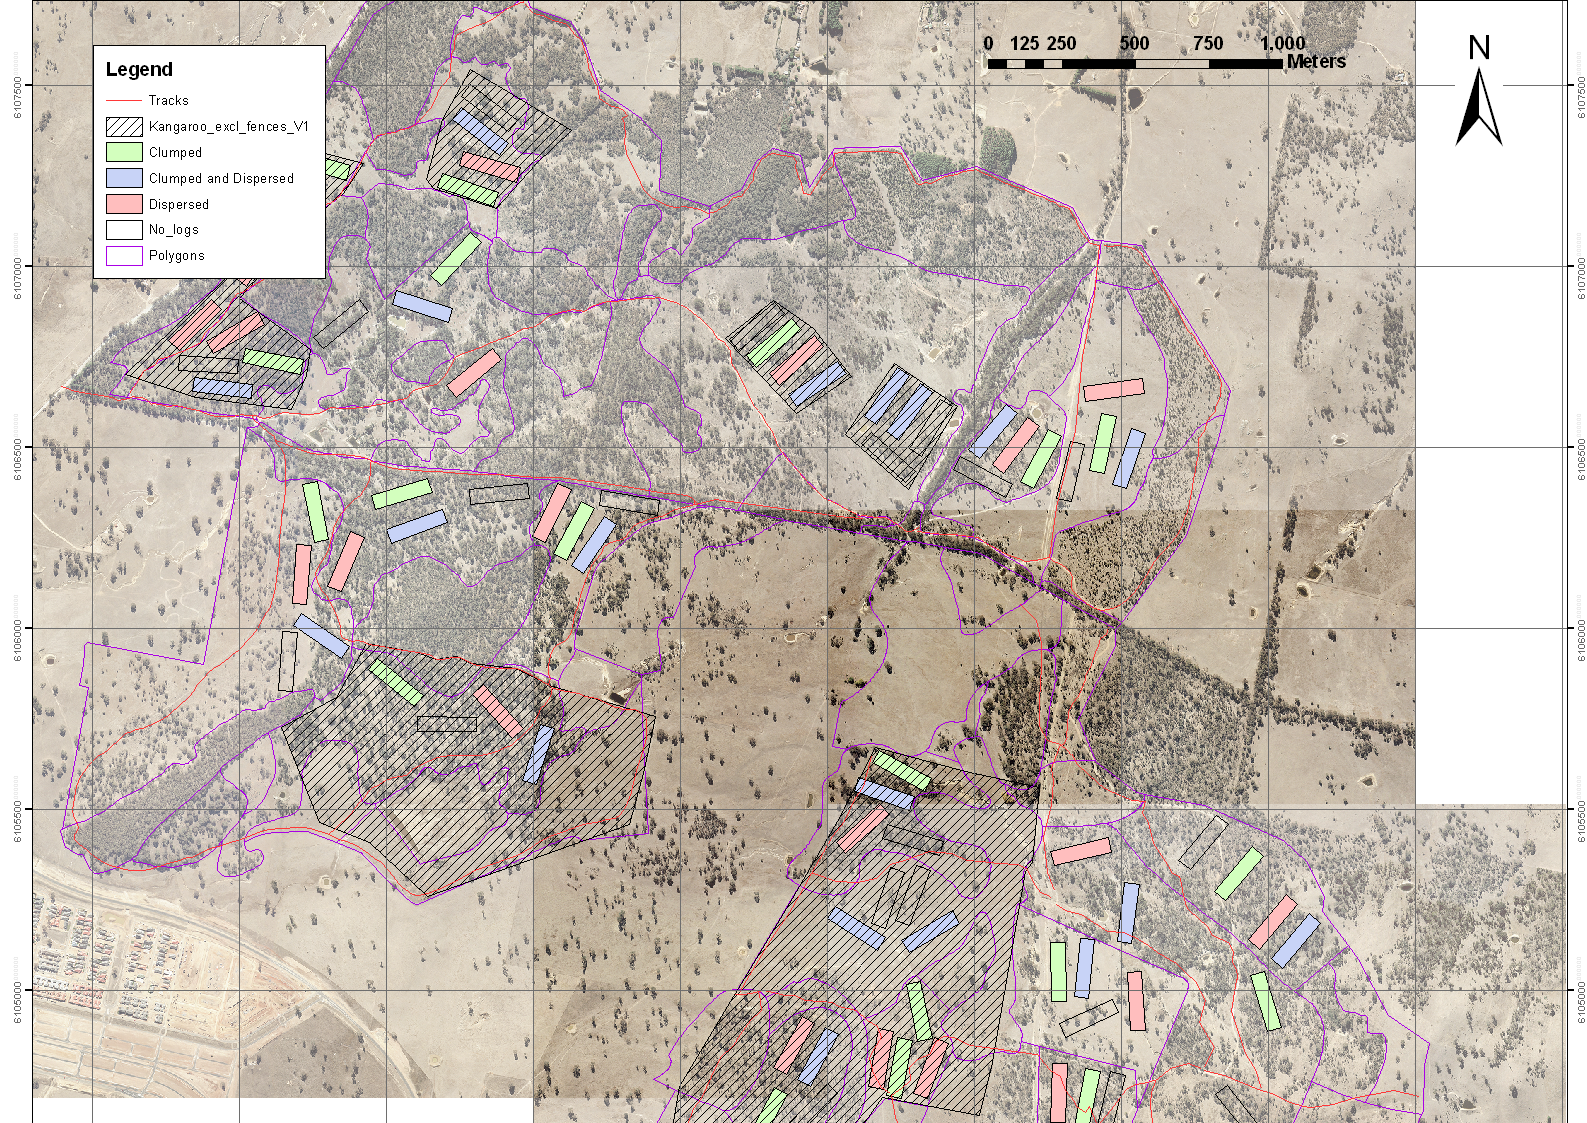 0 125 250 500 750 1,000
Meters
N
Legend
Tracks
Kangaroo_excl_fences_V1
Clumped
Clumped and Dispersed
Dispersed
No_logs
Polygons
6107500
6107000
6106500
6106000
6105500
6105000
6107500
6107000
6106500
6106000
6105500
6105000